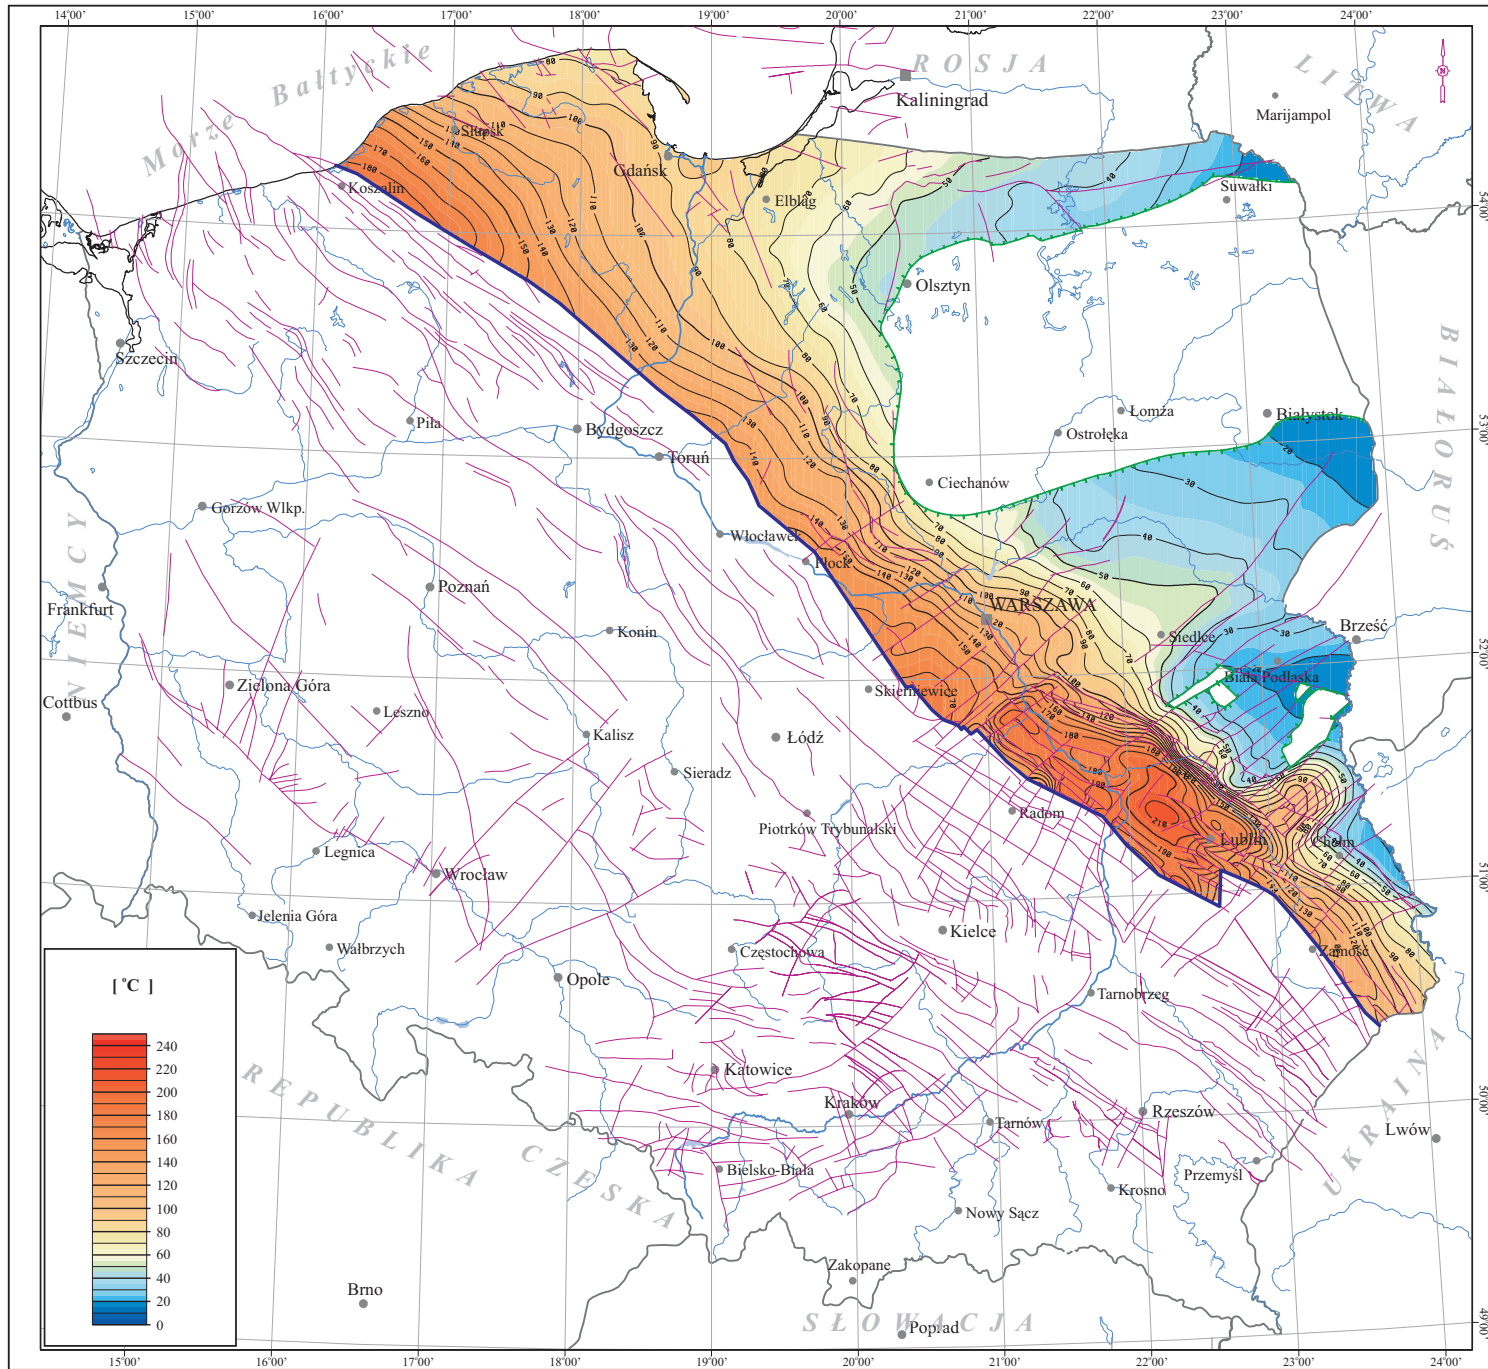 14°00' 15°00' 16°00' 17°00' 18°00' 19°00' 20°00' 21°00' 22°00' 23°00' 24°00'
Morze Bałtyckie
ROSJA
LITWA
Kaliningrad
Marijampol
N
Słupsk
Koszalin
Gdańsk
Elbląg
Suwałki
54°00'
Olsztyn
Szczecin
BIAŁORUŚ
Piła
Bydgoszcz
Toruń
Łomża
Ostrołęka
Białystok
53°00'
Ciechanów
Gorzów Wlkp.
Włocławek
Płock
NIEMCY
Frankfurt
Poznań
Konin
WARSZAWA
Siedlce
Brześć
Biała Podlaska
52°00'
Zielona Góra
Cottbus
Leszno
Skierniewice
Kalisz
Łódź
Sieradz
Piotrków Trybunalski
Radom
Lublin
Chełm
Legnica
Wrocław
51°00'
Jelenia Góra
Wałbrzych
Kielce
Częstochowa
Zamość
Opole
Tarnobrzeg
[ °C ]
240
220
200
180
160
140
120
100
80
60
40
20
0
REPUBLIKA CZESKA
Katowice
Kraków
Tarnów
Rzeszów
50°00'
Lwów
UKRAINA
Bielsko-Biała
Przemyśl
Krosno
Nowy Sącz
Zakopane
Brno
SŁOWACJA
Poprad
49°00'
15°00' 16°00' 17°00' 18°00' 19°00' 20°00' 21°00' 22°00' 23°00' 24°00'